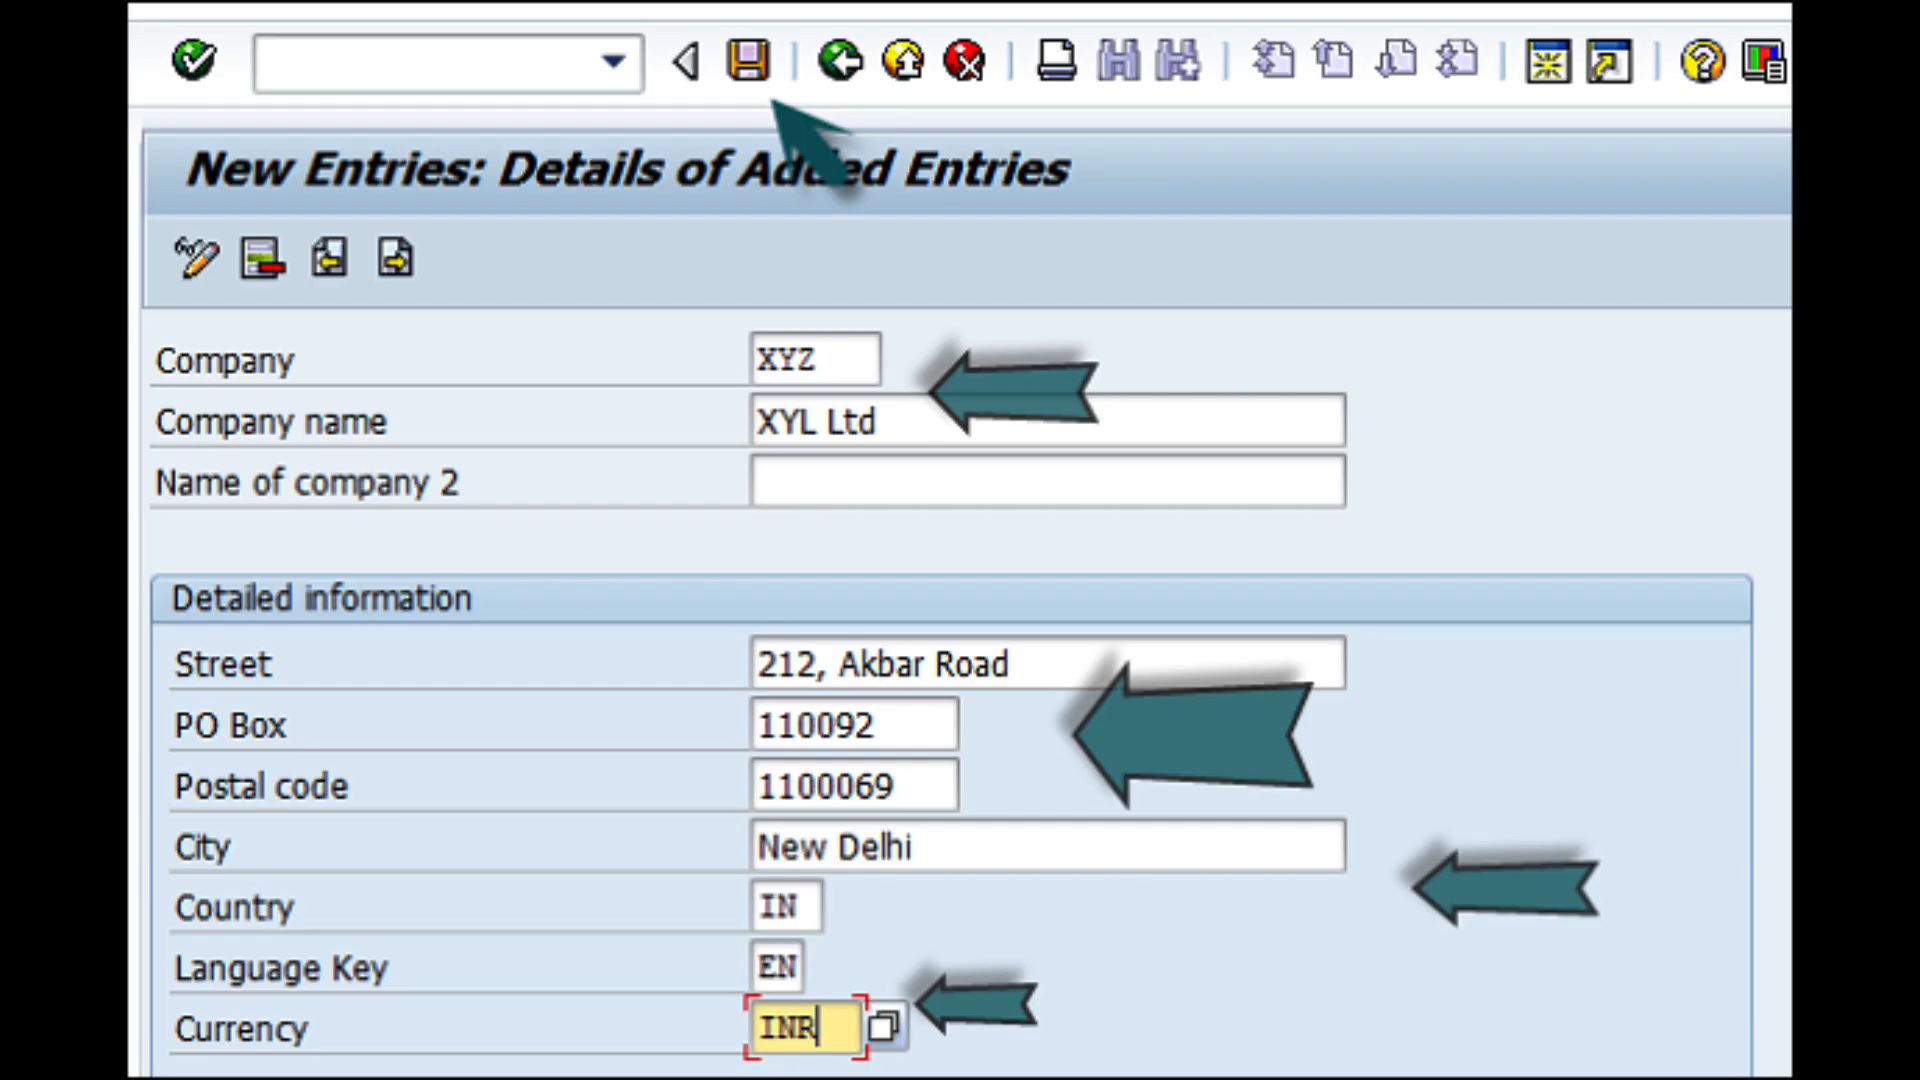 New Entries: Details of Added Entries
Company XYZ
Company name XYL Ltd
Name of company 2
Detailed information
Street 212, Akbar Road
PO Box 110092
Postal code 1100069
City New Delhi
Country IN
Language Key EN
Currency INR